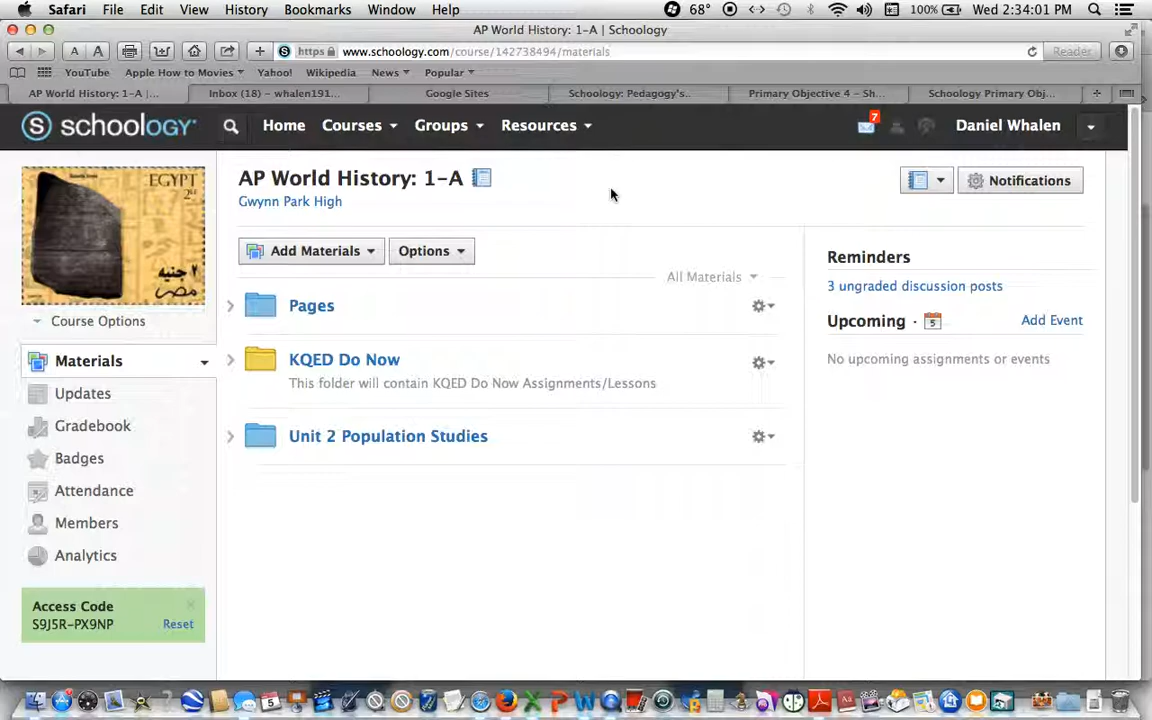 Safari File Edit View History Bookmarks Window Help 68° 100% Wed 2:34:01 PM
AP World History: 1-A | Schoology
A A + https www.schoology.com/course/142738494/materials Reader
YouTube Apple How to Movies Yahoo! Wikipedia News Popular
AP World History: 1-A |... Inbox (18) – whalen191... Google Sites Schoology: Pedagogy's... Primary Objective 4 – Sh... Schoology Primary Obj... +
S schoology Home Courses Groups Resources 7 Daniel Whalen
EGYPT
AP World History: 1-A
Notifications
Gwynn Park High
جنيه
مصر
Add Materials Options
Reminders
All Materials
3 ungraded discussion posts
Pages
Upcoming · 5 Add Event
Course Options
No upcoming assignments or events
Materials
KQED Do Now
This folder will contain KQED Do Now Assignments/Lessons
Updates
Gradebook
Unit 2 Population Studies
Badges
Attendance
Members
Analytics
Access Code
S9J5R-PX9NP Reset